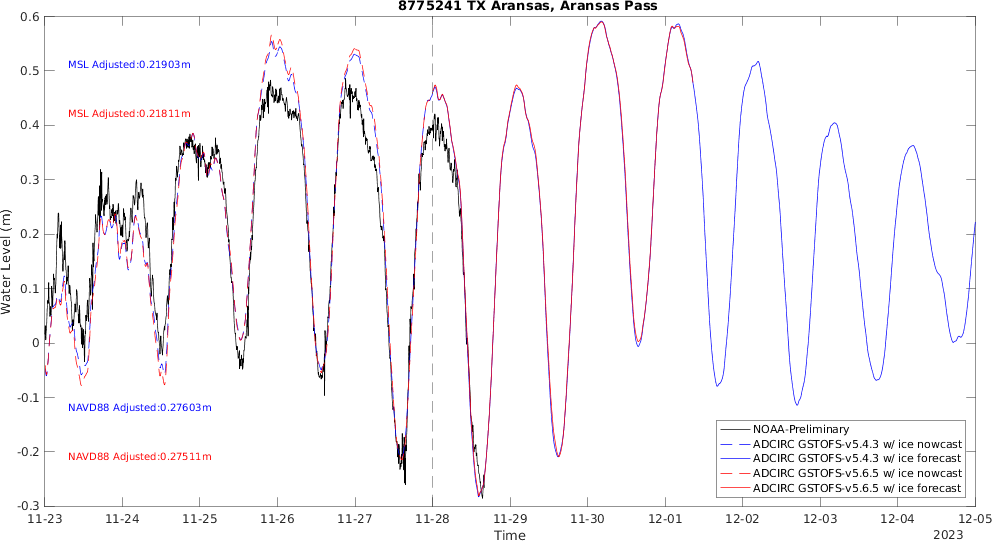 8775241 TX Aransas, Aransas Pass
0.6
0.5
0.4
0.3
0.2
0.1
0
-0.1
-0.2
-0.3
Water Level (m)
MSL Adjusted:0.21903m
MSL Adjusted:0.21811m
NAVD88 Adjusted:0.27603m
NAVD88 Adjusted:0.27511m
NOAA-Preliminary
ADCIRC GSTOFS-v5.4.3 w/ ice nowcast
ADCIRC GSTOFS-v5.4.3 w/ ice forecast
ADCIRC GSTOFS-v5.6.5 w/ ice nowcast
ADCIRC GSTOFS-v5.6.5 w/ ice forecast
11-23 11-24 11-25 11-26 11-27 11-28 11-29 11-30 12-01 12-02 12-03 12-04 12-05
Time
2023